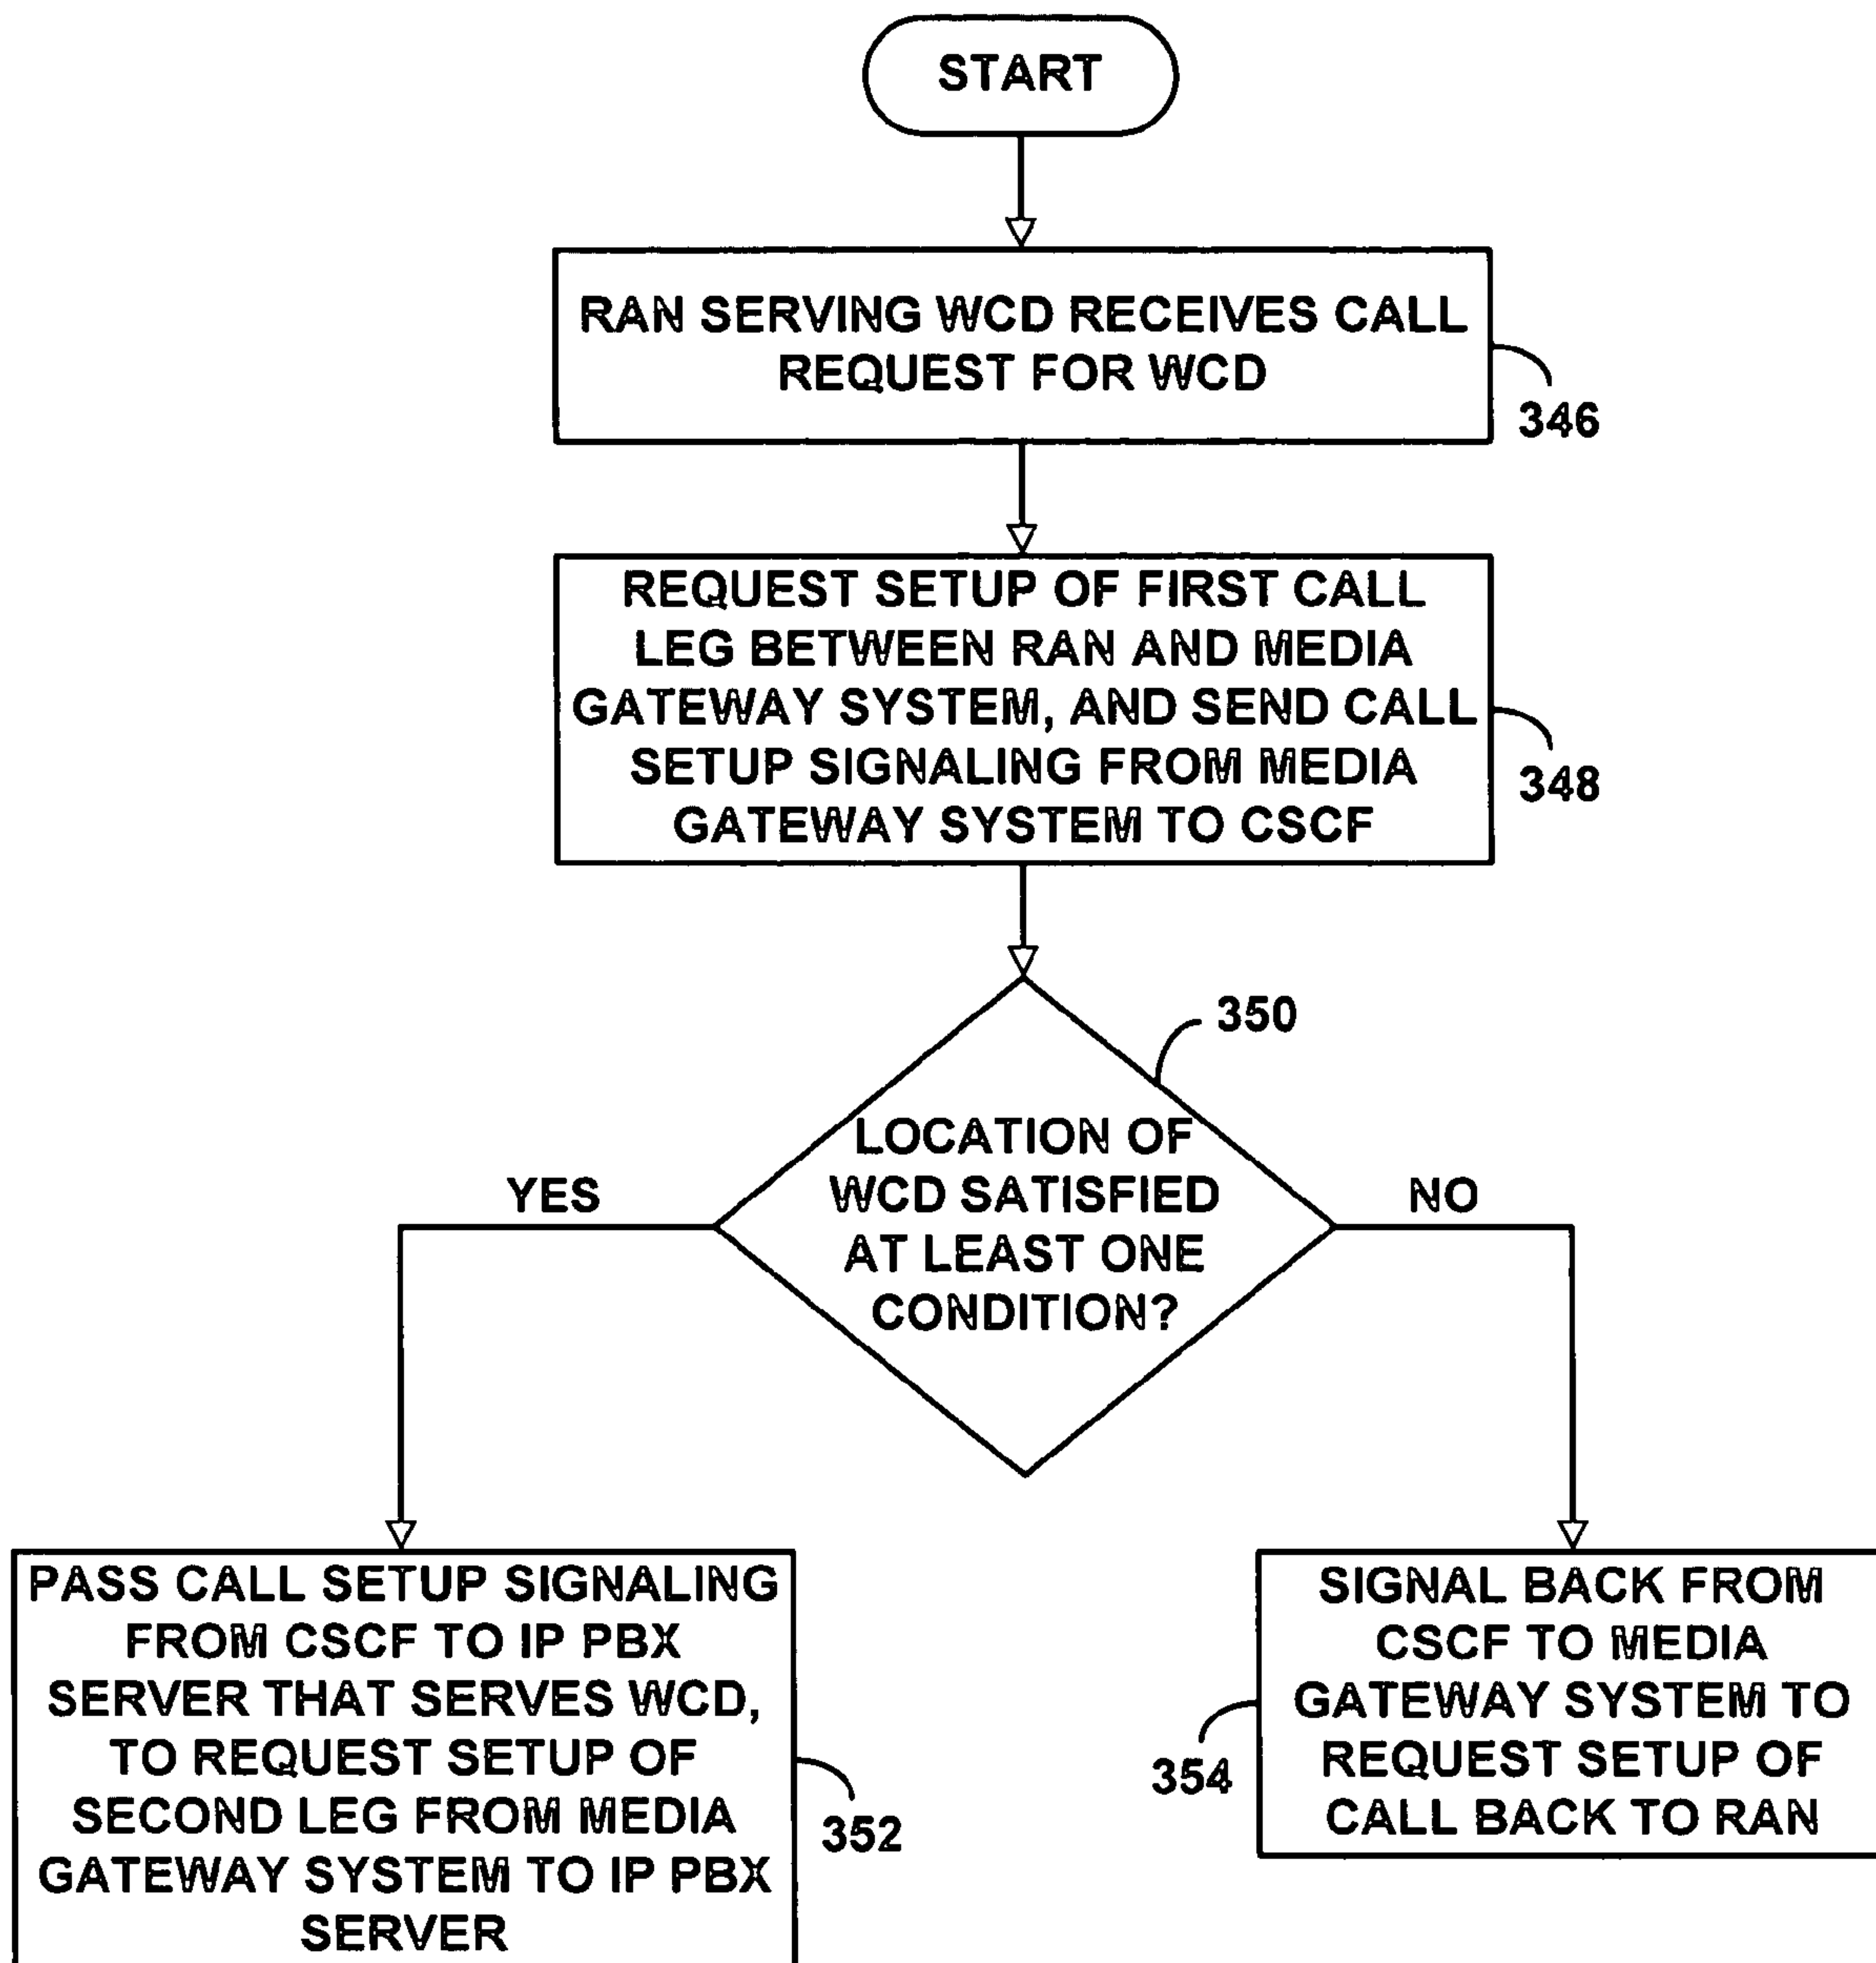 START
RAN SERVING WCD RECEIVES CALL
REQUEST FOR WCD
346
REQUEST SETUP OF FIRST CALL
LEG BETWEEN RAN AND MEDIA
GATEWAY SYSTEM, AND SEND CALL
SETUP SIGNALING FROM MEDIA
GATEWAY SYSTEM TO CSCF
348
350
LOCATION OF
WCD SATISFIED
AT LEAST ONE
CONDITION?
YES
NO
PASS CALL SETUP SIGNALING
FROM CSCF TO IP PBX
SERVER THAT SERVES WCD,
TO REQUEST SETUP OF
SECOND LEG FROM MEDIA
GATEWAY SYSTEM TO IP PBX
SERVER
352
SIGNAL BACK FROM
CSCF TO MEDIA
GATEWAY SYSTEM TO
REQUEST SETUP OF
CALL BACK TO RAN
354